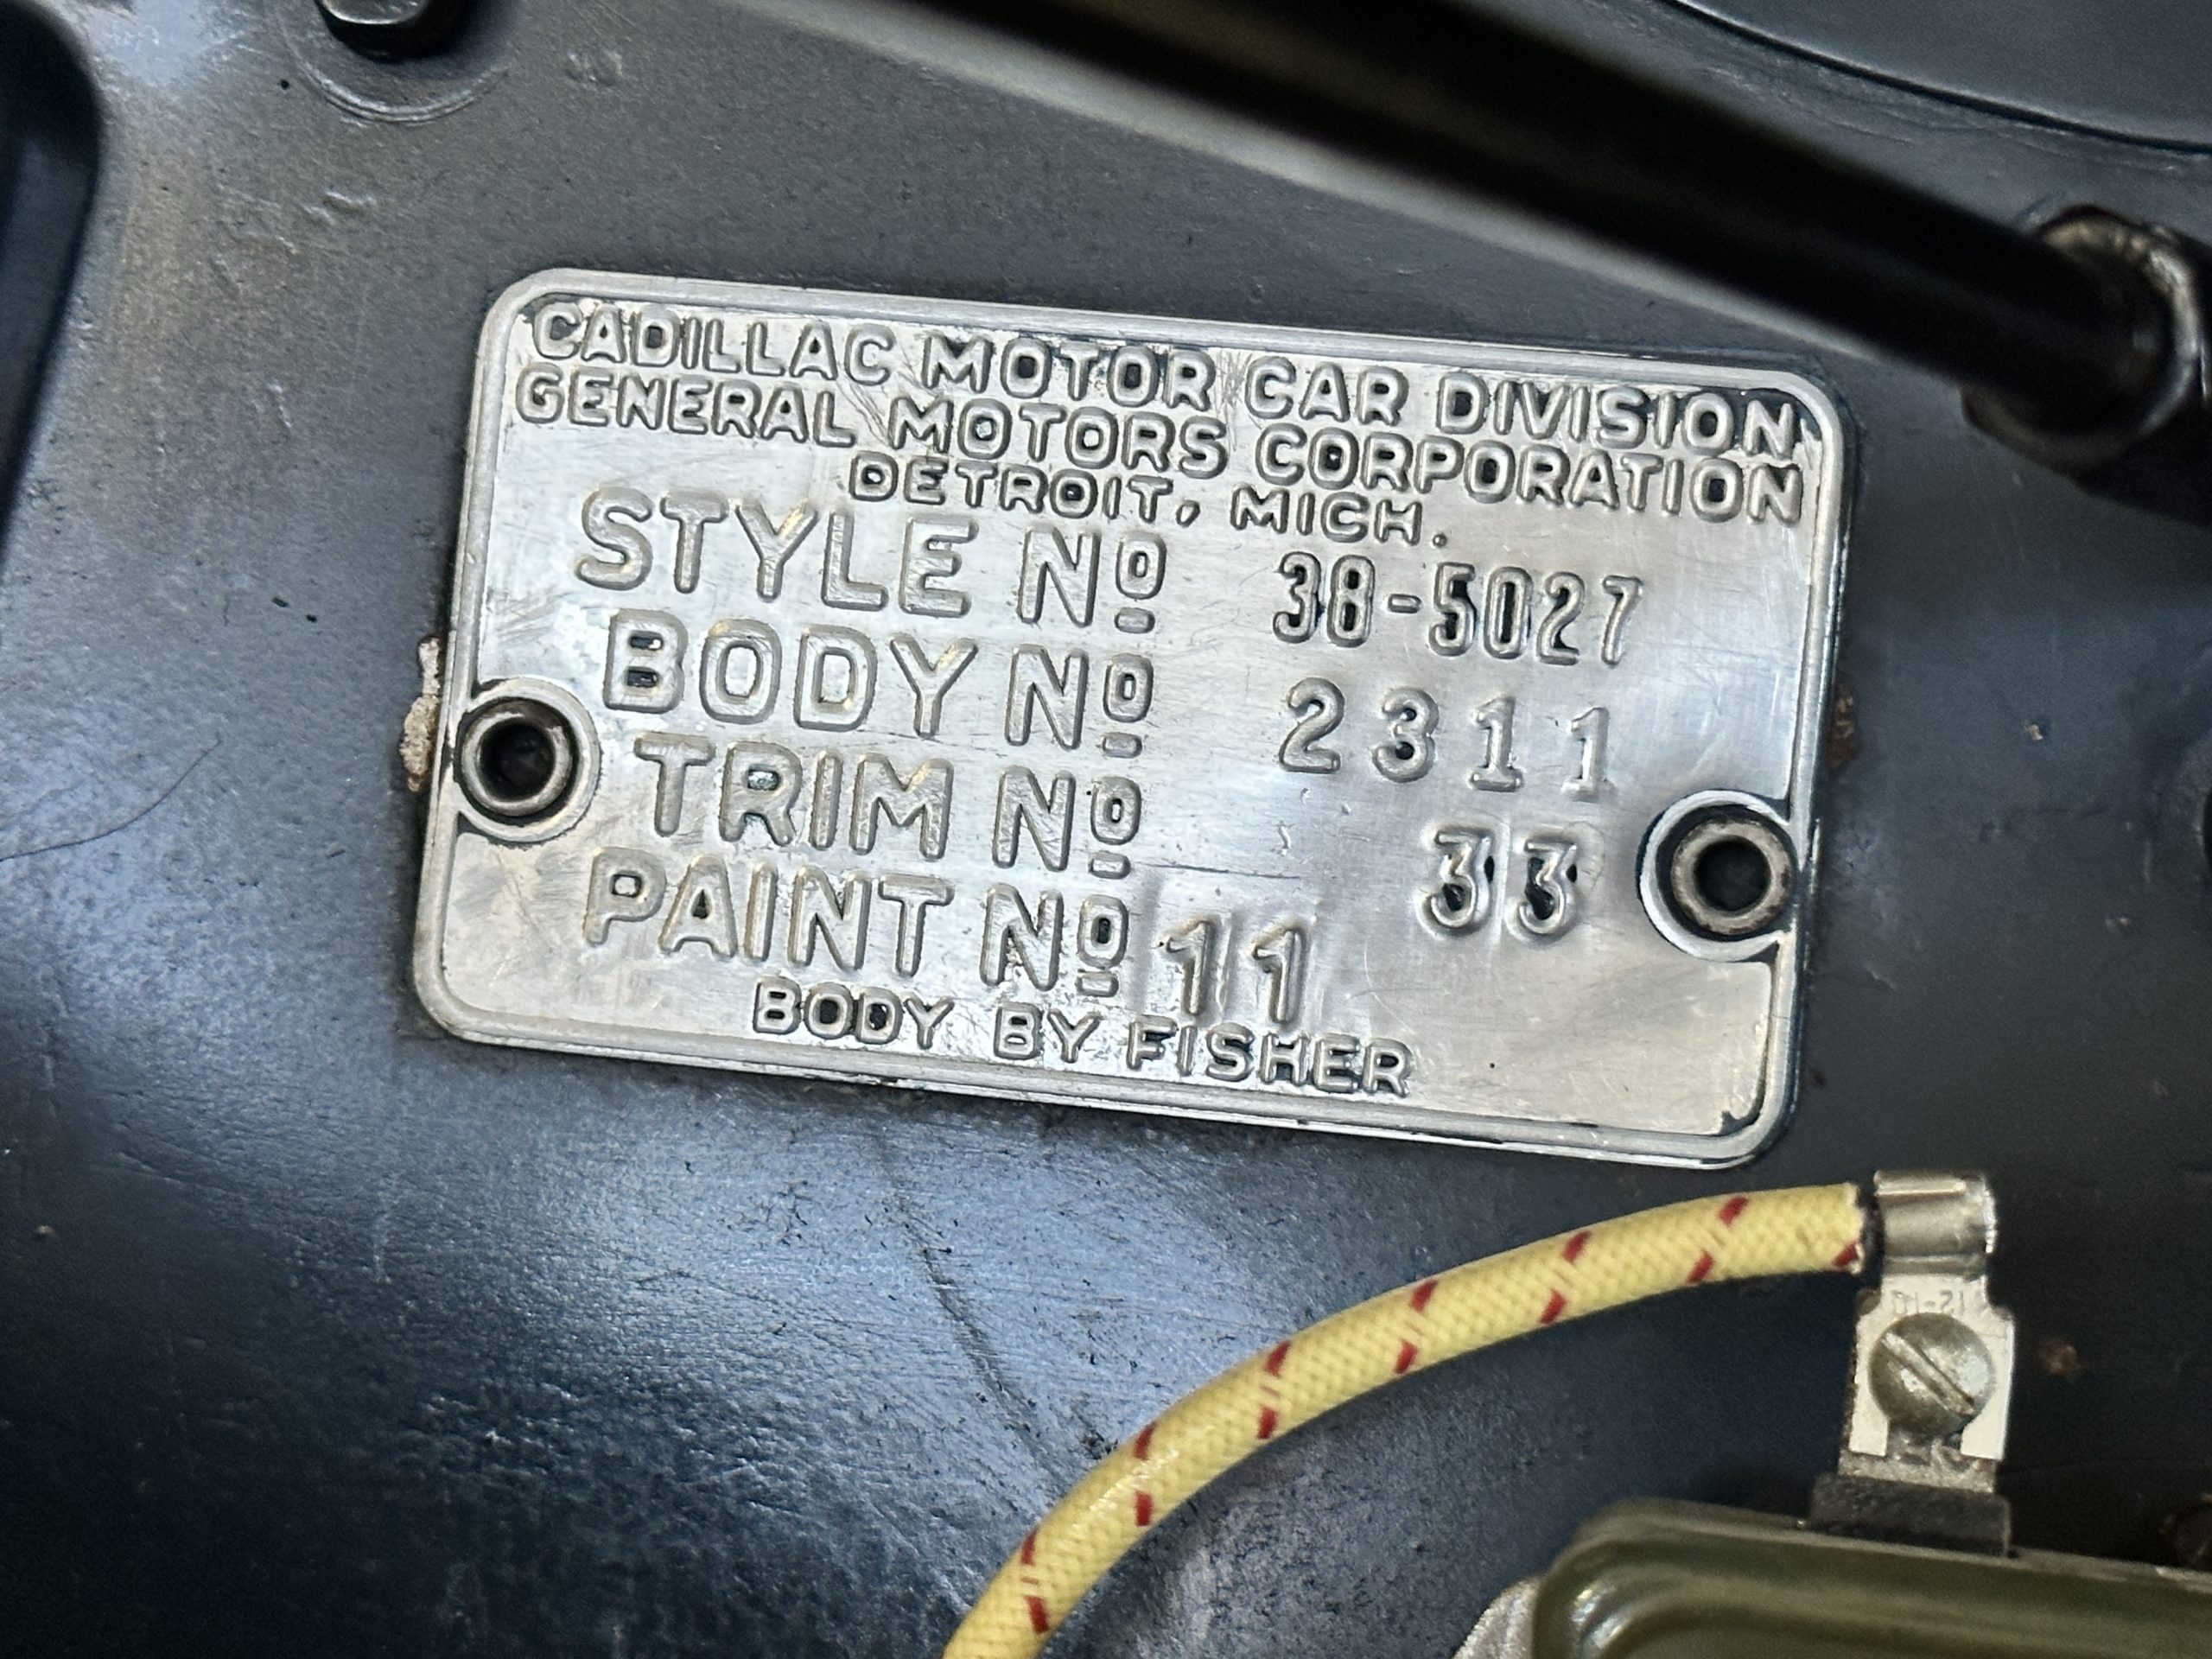 CADILLAC MOTOR CAR DIVISION
GENERAL MOTORS CORPORATION
DETROIT, MICH.
STYLE Nº 38-5027
BODY Nº 2311
TRIM Nº 33
PAINT Nº 11
BODY BY FISHER